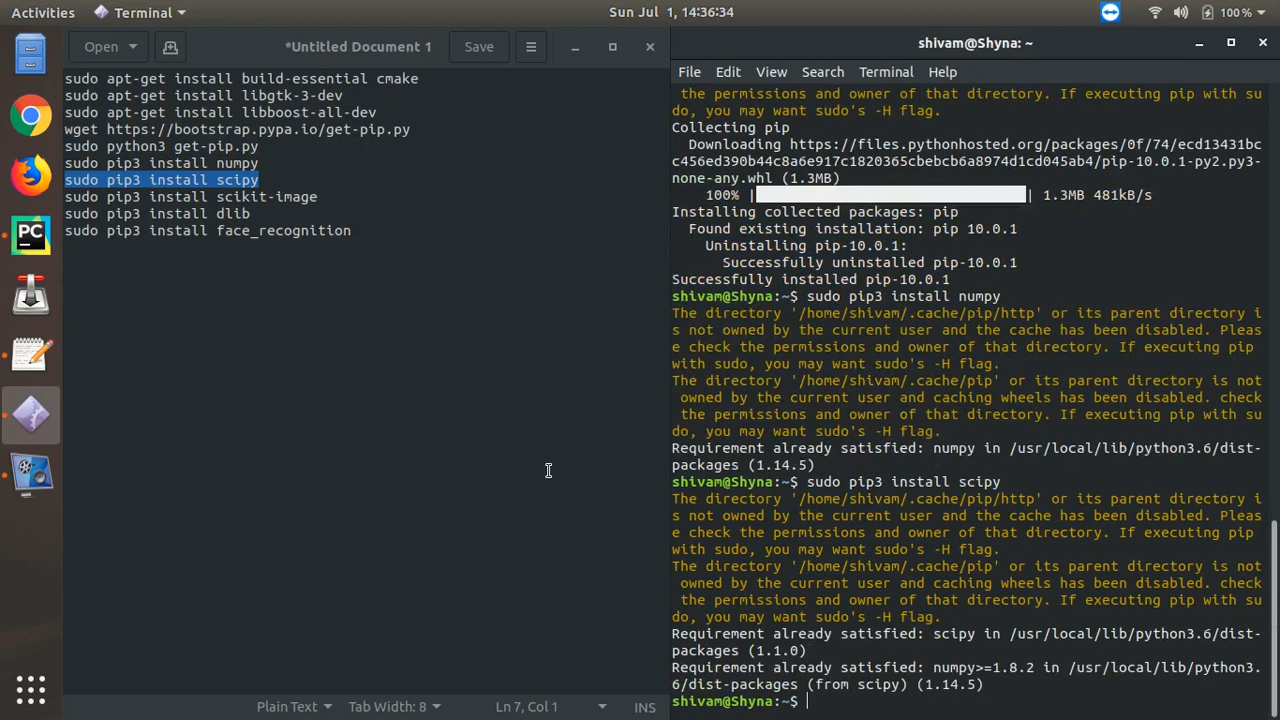 Activities
Terminal
Sun Jul 1, 14:36:34
100 %
Open
*Untitled Document 1
Save
sudo apt-get install build-essential cmake
sudo apt-get install libgtk-3-dev
sudo apt-get install libboost-all-dev
wget https://bootstrap.pypa.io/get-pip.py
sudo python3 get-pip.py
sudo pip3 install numpy
sudo pip3 install scipy
sudo pip3 install scikit-image
sudo pip3 install dlib
sudo pip3 install face_recognition
Plain Text
Tab Width: 8
Ln 7, Col 1
INS
PC
shivam@Shyna: ~
File Edit View Search Terminal Help
the permissions and owner of that directory. If executing pip with su
do, you may want sudo's -H flag.
Collecting pip
Downloading https://files.pythonhosted.org/packages/0f/74/ecd13431bc
c456ed390b44c8a6e917c1820365cbebcb6a8974d1cd045ab4/pip-10.0.1-py2.py3-
none-any.whl (1.3MB)
100% | | 1.3MB 481kB/s
Installing collected packages: pip
Found existing installation: pip 10.0.1
Uninstalling pip-10.0.1:
Successfully uninstalled pip-10.0.1
Successfully installed pip-10.0.1
shivam@Shyna:~$ sudo pip3 install numpy
The directory '/home/shivam/.cache/pip/http' or its parent directory i
s not owned by the current user and the cache has been disabled. Pleas
e check the permissions and owner of that directory. If executing pip
with sudo, you may want sudo's -H flag.
The directory '/home/shivam/.cache/pip' or its parent directory is not
owned by the current user and caching wheels has been disabled. check
the permissions and owner of that directory. If executing pip with su
do, you may want sudo's -H flag.
Requirement already satisfied: numpy in /usr/local/lib/python3.6/dist-
packages (1.14.5)
shivam@Shyna:~$ sudo pip3 install scipy
The directory '/home/shivam/.cache/pip/http' or its parent directory i
s not owned by the current user and the cache has been disabled. Pleas
e check the permissions and owner of that directory. If executing pip
with sudo, you may want sudo's -H flag.
The directory '/home/shivam/.cache/pip' or its parent directory is not
owned by the current user and caching wheels has been disabled. check
the permissions and owner of that directory. If executing pip with su
do, you may want sudo's -H flag.
Requirement already satisfied: scipy in /usr/local/lib/python3.6/dist-
packages (1.1.0)
Requirement already satisfied: numpy>=1.8.2 in /usr/local/lib/python3.
6/dist-packages (from scipy) (1.14.5)
shivam@Shyna:~$